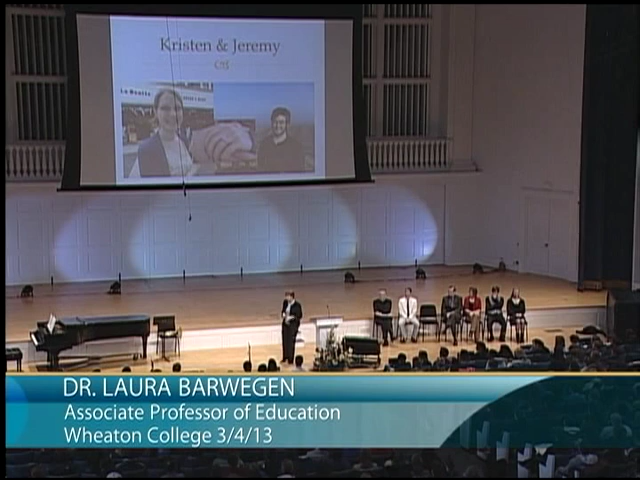 Kristen & Jeremy
DR. LAURA BARWEGEN
Associate Professor of Education
Wheaton College 3/4/13